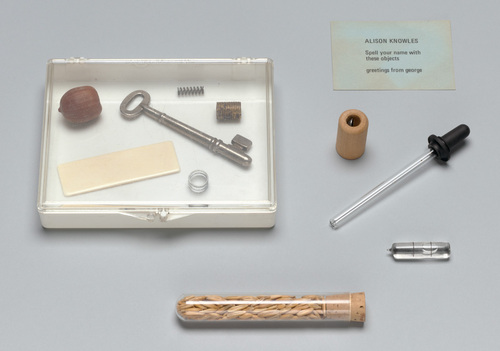 ALISON KNOWLES
Spell your name with
these objects
greetings from george